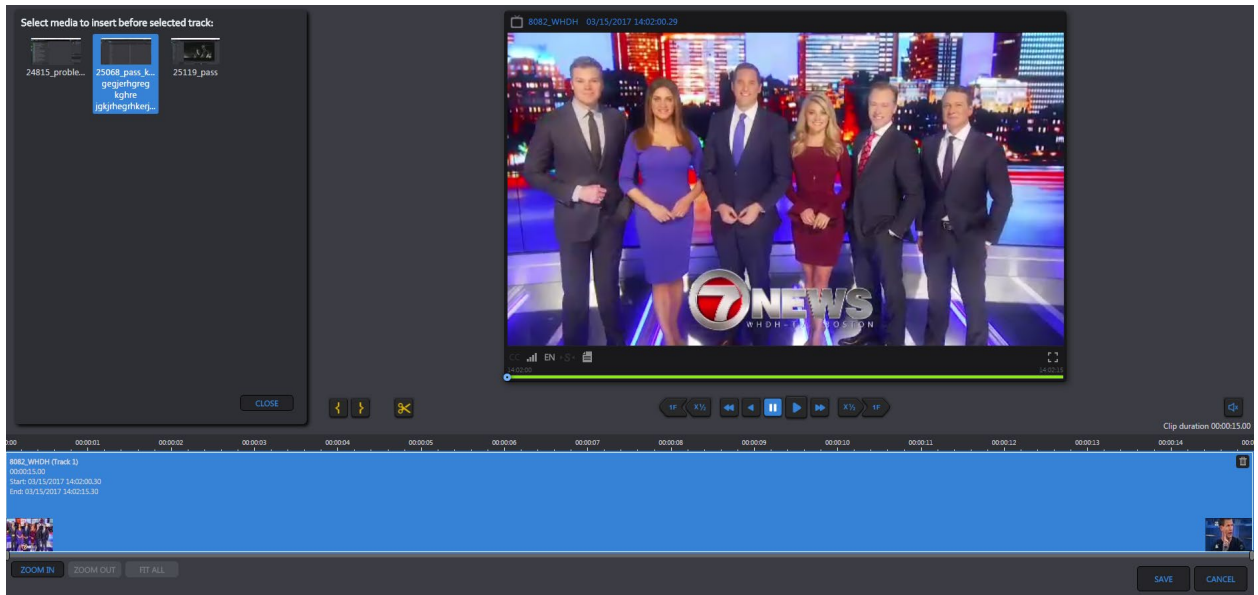 Select media to insert before selected track:
24815_proble...
25068_pass_k...
gegjerhgreg
kghre
jgkjrhegrhkerj...
25119_pass
CLOSE
8082_WHDH 03/15/2017 14:02:00.29
7NEWS
WHDH-TV BOSTON
CC EN
14:02:00 14:02:15
1F X½ X½ 1F
Clip duration 00:00:15.00
0:00 00:00:01 00:00:02 00:00:03 00:00:04 00:00:05 00:00:06 00:00:07 00:00:08 00:00:09 00:00:10 00:00:11 00:00:12 00:00:13 00:00:14 00:0
8082_WHDH (Track 1)
00:00:15.00
Start: 03/15/2017 14:02:00.30
End: 03/15/2017 14:02:15.30
ZOOM IN ZOOM OUT FIT ALL
SAVE CANCEL